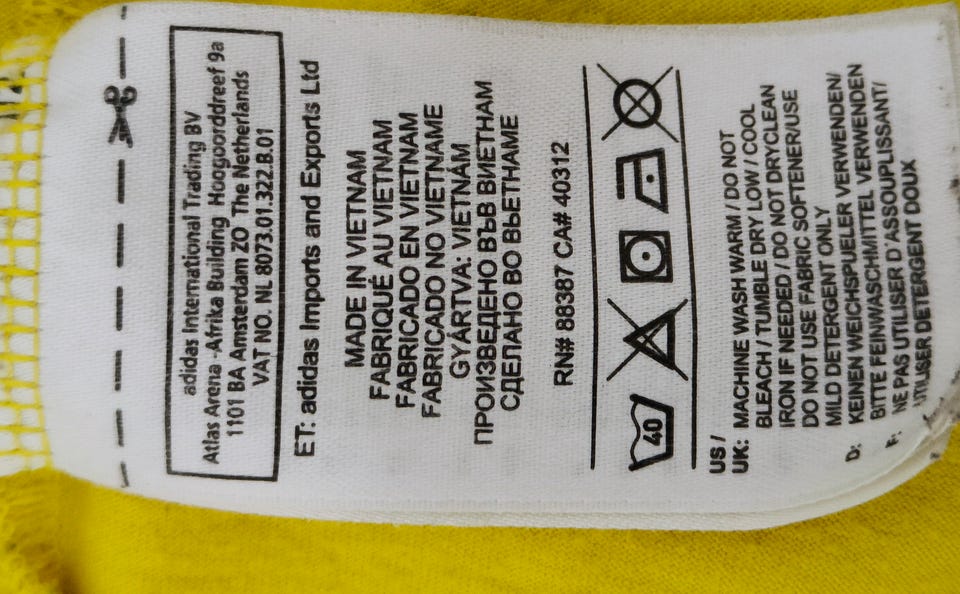 adidas International Trading BV
Atlas Arena -Afrika Building Hoogoorddreef 9a
1101 BA Amsterdam ZO The Netherlands
VAT NO. NL 8073.01.322.B.01
ET: adidas Imports and Exports Ltd
MADE IN VIETNAM
FABRIQUÉ AU VIETNAM
FABRICADO EN VIETNAM
FABRICADO NO VIETNAME
GYÁRTVA: VIETNÁM
ПРОИЗВЕДЕНО ВЪВ ВИЕТНАМ
СДЕЛАНО ВО ВЬЕТНАМЕ
RN# 88387 CA# 40312
40
US /
UK: MACHINE WASH WARM / DO NOT
BLEACH / TUMBLE DRY LOW / COOL
IRON IF NEEDED / DO NOT DRYCLEAN
DO NOT USE FABRIC SOFTENER/USE
MILD DETERGENT ONLY
D: KEINEN WEICHSPUELER VERWENDEN/
BITTE FEINWASCHMITTEL VERWENDEN
F: NE PAS UTILISER D'ASSOUPLISSANT/
UTILISER DETERGENT DOUX